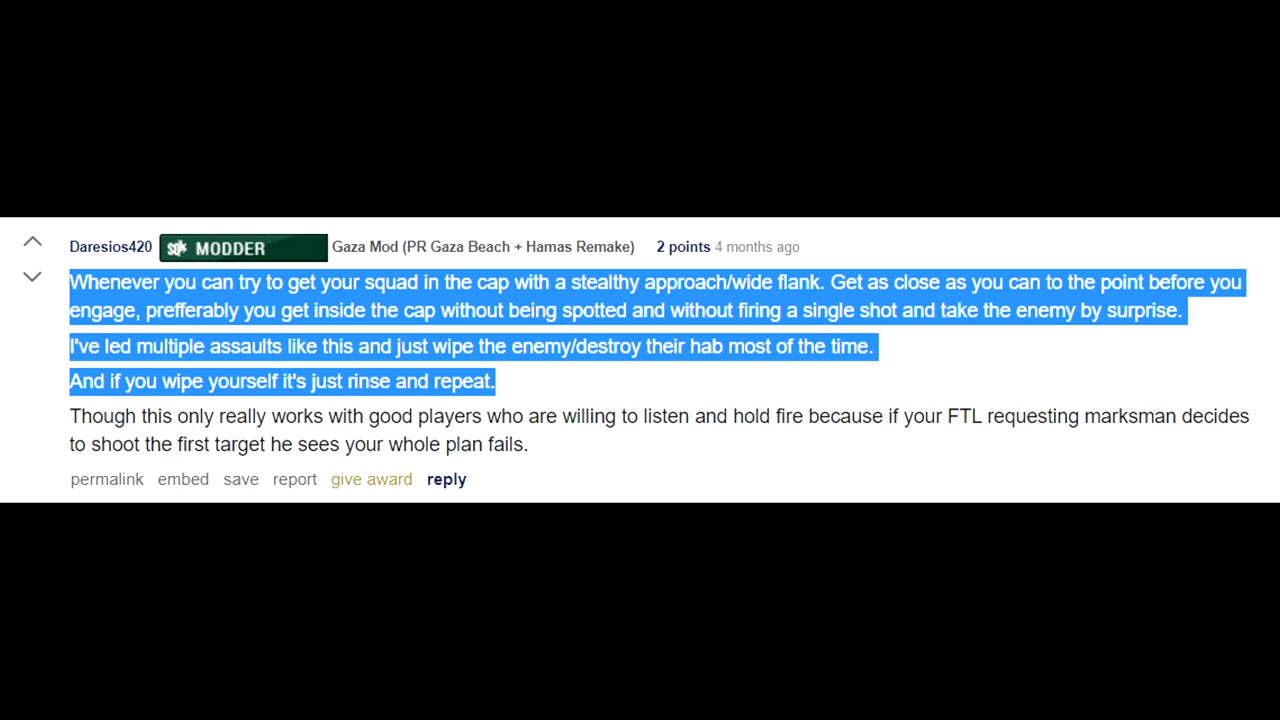 Daresios420 SQUAD MODDER Gaza Mod (PR Gaza Beach + Hamas Remake) 2 points 4 months ago
Whenever you can try to get your squad in the cap with a stealthy approach/wide flank. Get as close as you can to the point before you
engage, prefferably you get inside the cap without being spotted and without firing a single shot and take the enemy by surprise.
I've led multiple assaults like this and just wipe the enemy/destroy their hab most of the time.
And if you wipe yourself it's just rinse and repeat.
Though this only really works with good players who are willing to listen and hold fire because if your FTL requesting marksman decides
to shoot the first target he sees your whole plan fails.
permalink embed save report give award reply